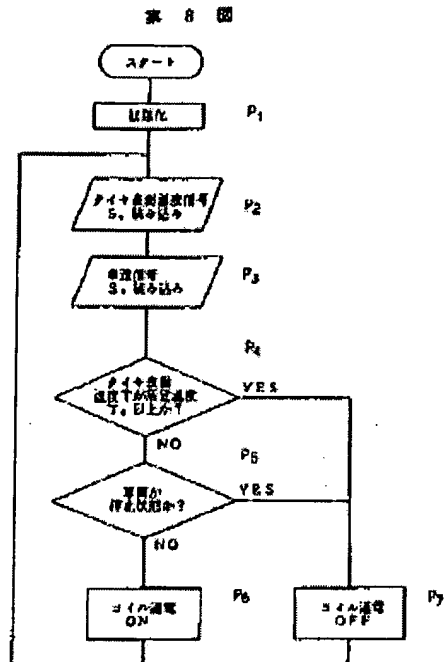 第 8 図
スタート
初期化 P1
タイヤ表面温度信号
読み込み P2
車速信号
読み込み P3
P4
タイヤ表面
温度Tが所定温度
以上か?
YES
NO
P5
車両が
停止状態か?
YES
NO
コイル通電
ON
P6
コイル通電
OFF
P7